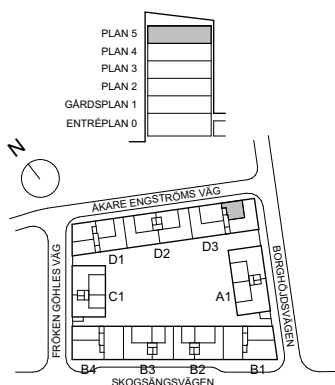 PLAN 5
PLAN 4
PLAN 3
PLAN 2
GÅRDSPLAN 1
ENTRÉPLAN 0
N
ÅKARE ENGSTRÖMS VÄG
D1
D2
D3
FRÖKEN GÖHLES VÄG
BORGHÖJDSVÄGEN
C1
A1
B4
B3
B2
B1
SKOGSÄNGSVÄGEN